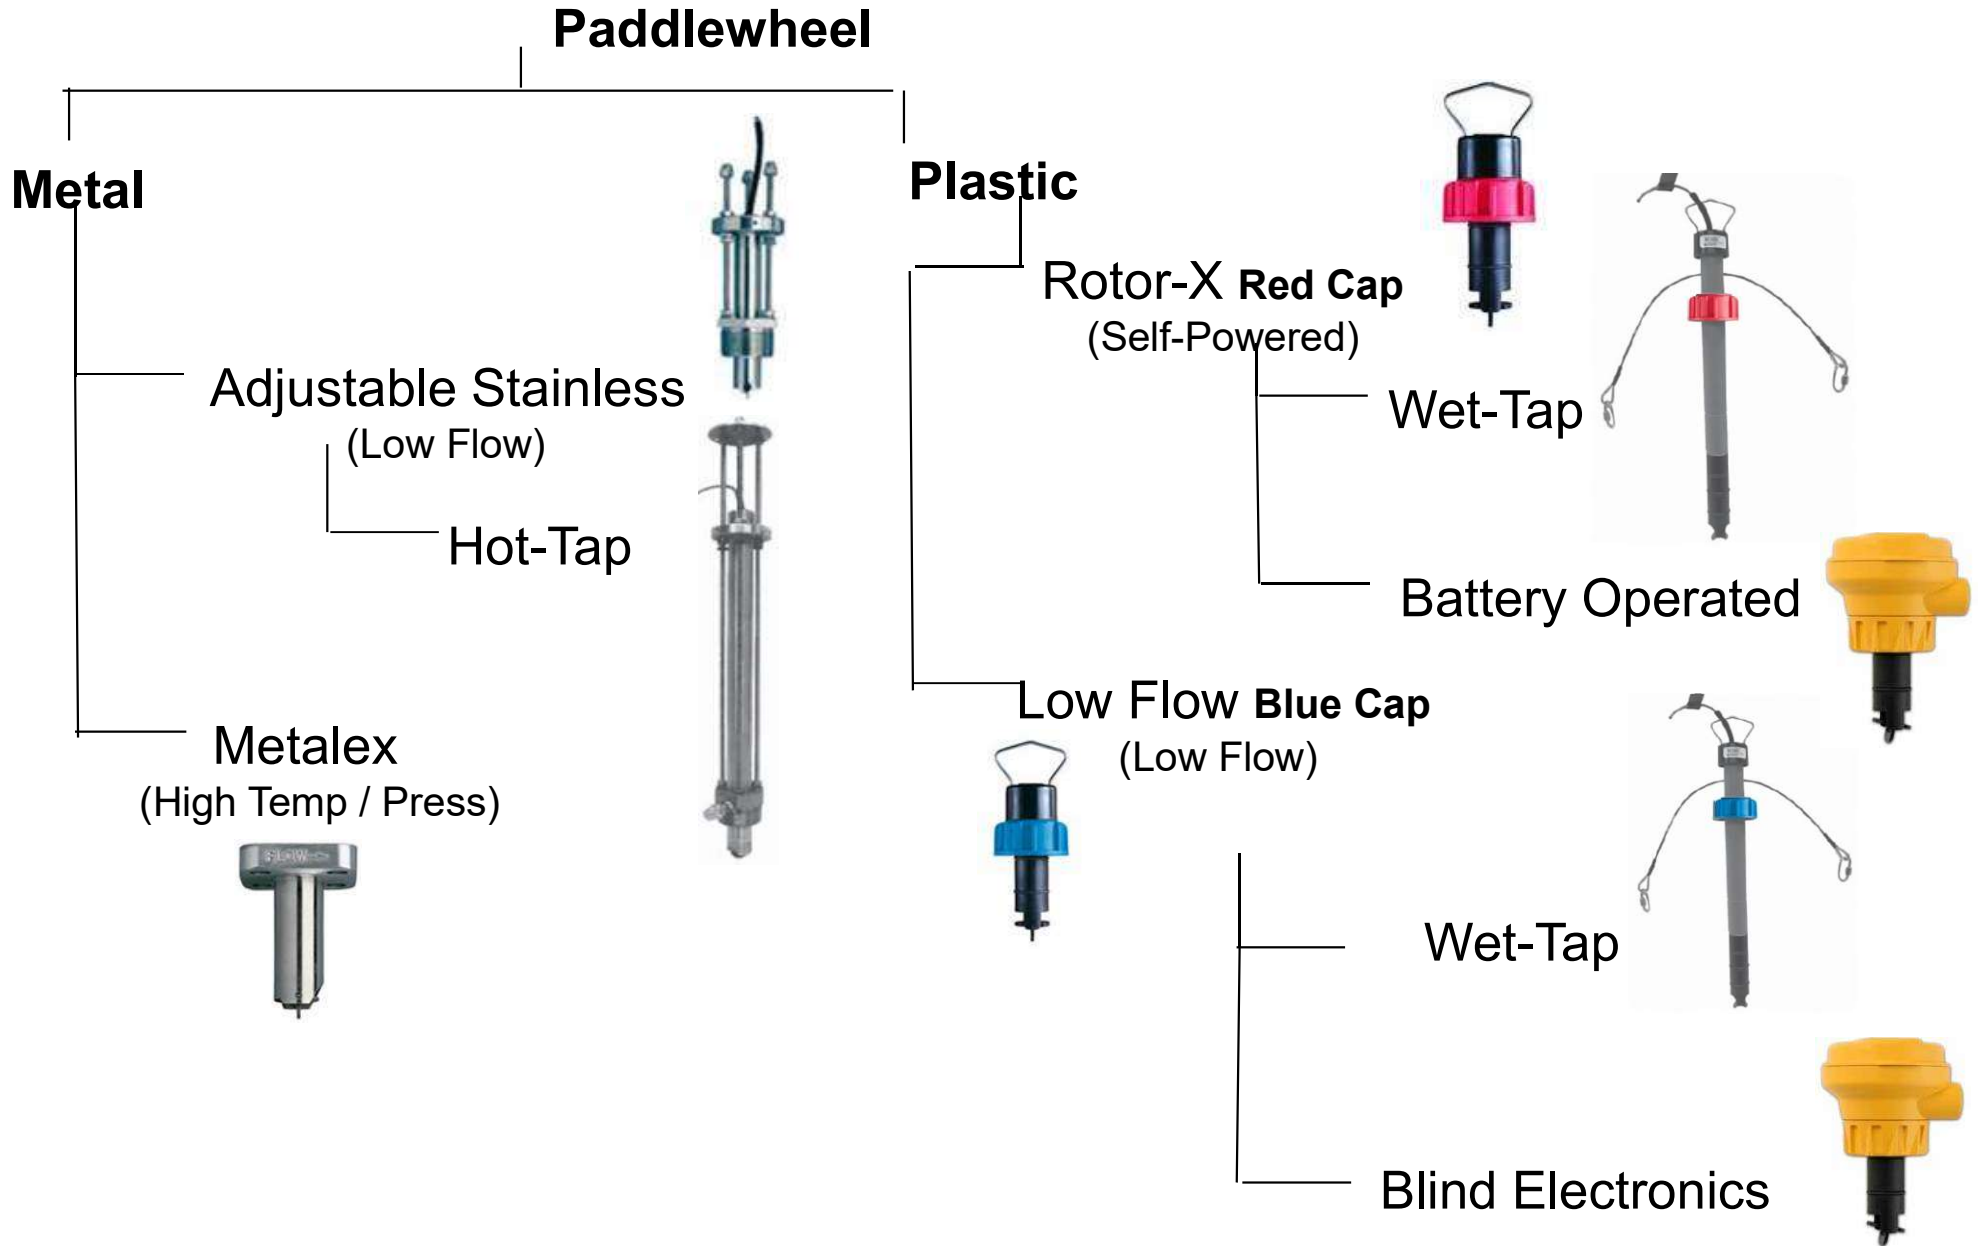 Paddlewheel
Metal
Adjustable Stainless
(Low Flow)
Hot-Tap
Metalex
(High Temp / Press)
FLOW
Plastic
Rotor-X Red Cap
(Self-Powered)
Wet-Tap
Battery Operated
Low Flow Blue Cap
(Low Flow)
Wet-Tap
Blind Electronics